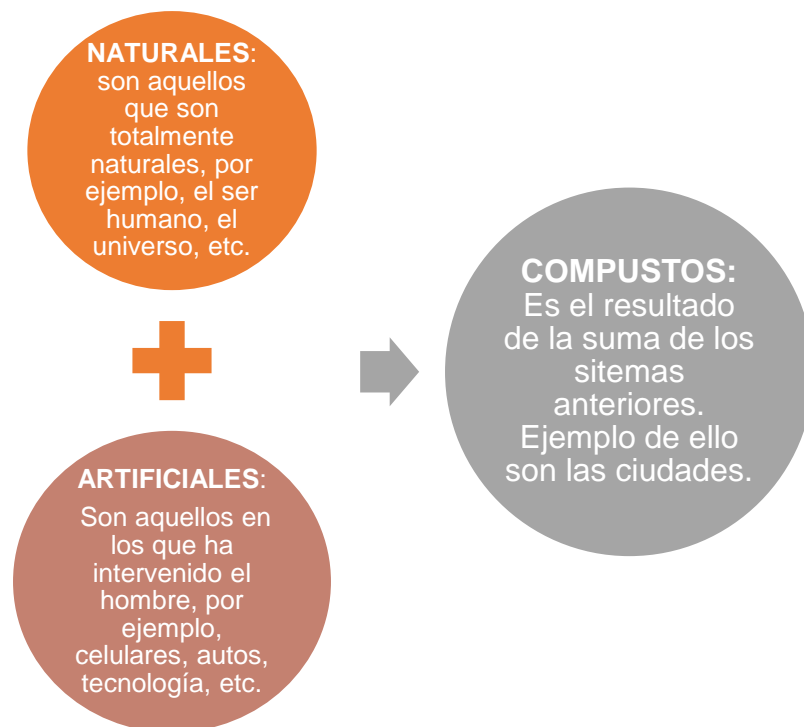 NATURALES:
son aquellos
que son
totalmente
naturales, por
ejemplo, el ser
humano, el
universo, etc.
ARTIFICIALES:
Son aquellos en
los que ha
intervenido el
hombre, por
ejemplo,
celulares, autos,
tecnología, etc.
COMPUSTOS:
Es el resultado
de la suma de los
sitemas
anteriores.
Ejemplo de ello
son las ciudades.